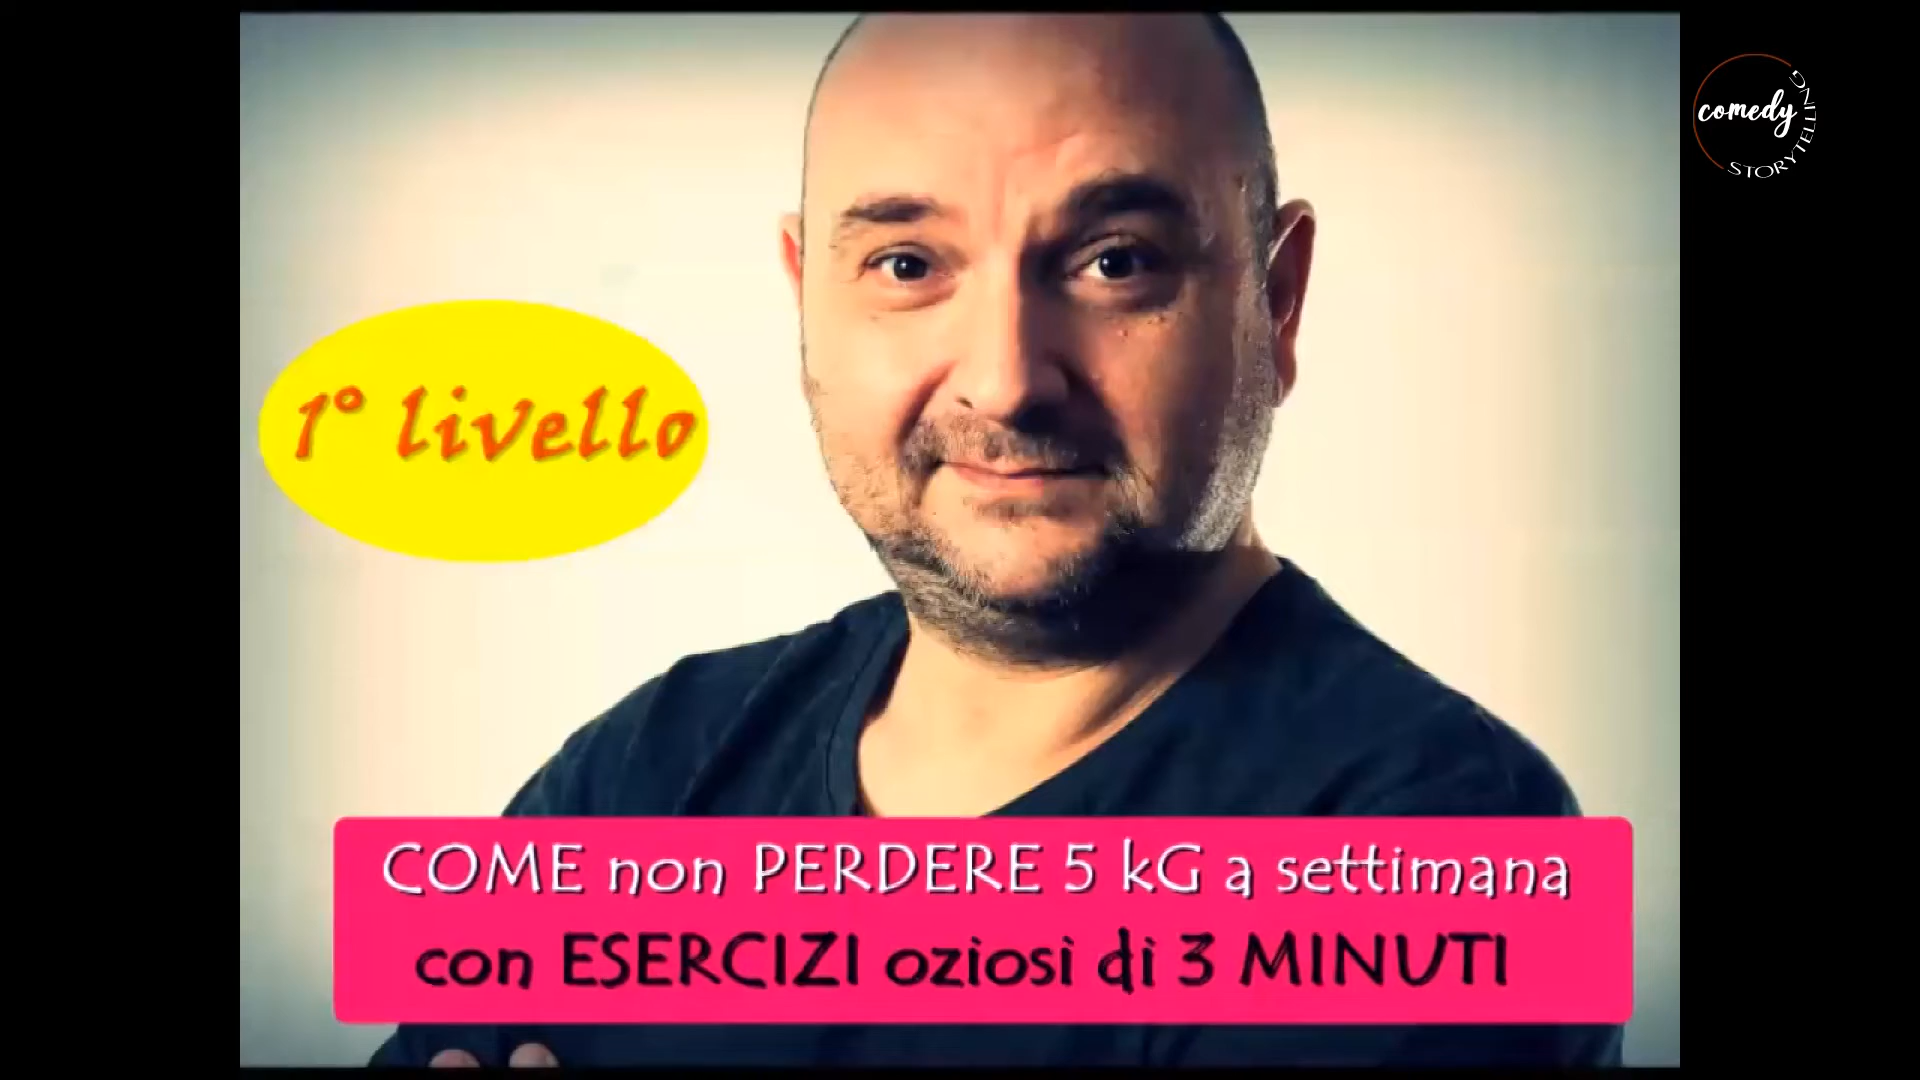 comedy
STORYTELLING
1° livello
COME non PERDERE 5 kG a settimana
con ESERCIZI oziosi di 3 MINUTI